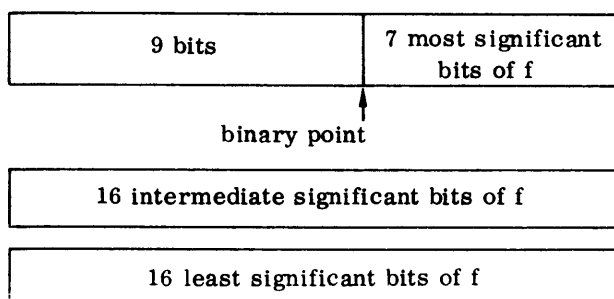 9 bits
7 most significant
bits of f
binary point
16 intermediate significant bits of f
16 least significant bits of f